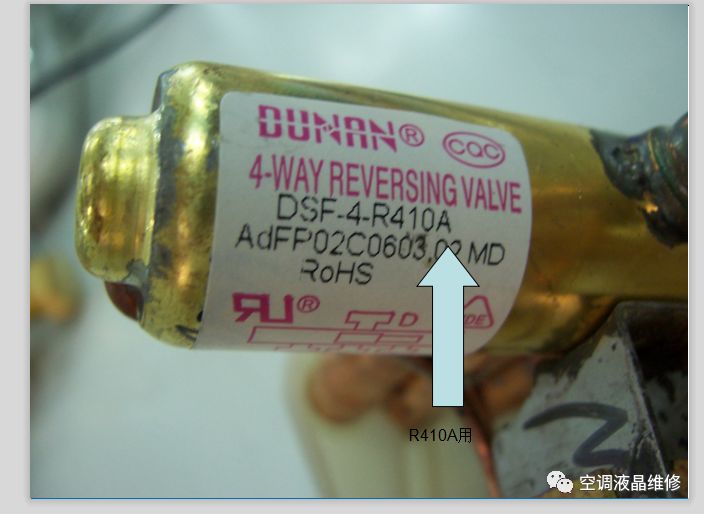 DUNAN®
CQC
4-WAY REVERSING VALVE
DSF-4-R410A
AdFP02C0603.02 MD
RoHS
®
T D
R410A用
空调液晶维修